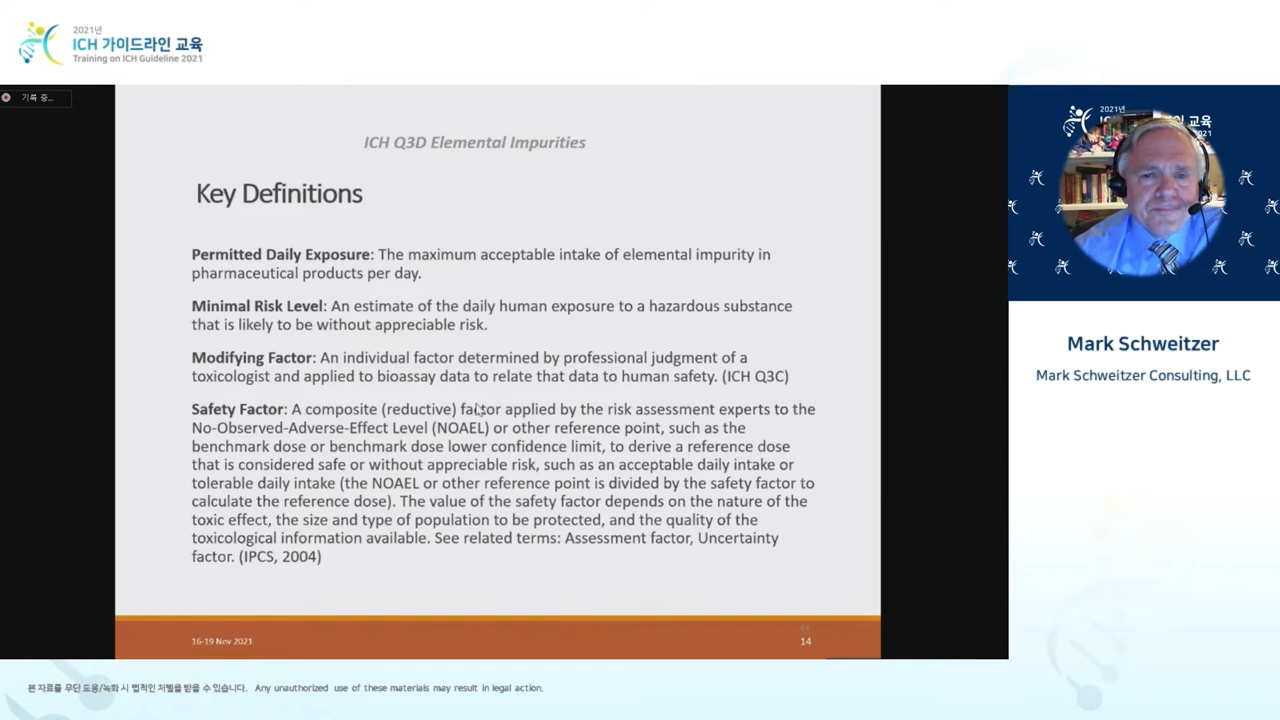 2021년
ICH 가이드라인 교육
Training on ICH Guideline 2021
기록 중...
ICH Q3D Elemental Impurities
Key Definitions
Permitted Daily Exposure: The maximum acceptable intake of elemental impurity in
pharmaceutical products per day.
Minimal Risk Level: An estimate of the daily human exposure to a hazardous substance
that is likely to be without appreciable risk.
Modifying Factor: An individual factor determined by professional judgment of a
toxicologist and applied to bioassay data to relate that data to human safety. (ICH Q3C)
Safety Factor: A composite (reductive) factor applied by the risk assessment experts to the
No-Observed-Adverse-Effect Level (NOAEL) or other reference point, such as the
benchmark dose or benchmark dose lower confidence limit, to derive a reference dose
that is considered safe or without appreciable risk, such as an acceptable daily intake or
tolerable daily intake (the NOAEL or other reference point is divided by the safety factor to
calculate the reference dose). The value of the safety factor depends on the nature of the
toxic effect, the size and type of population to be protected, and the quality of the
toxicological information available. See related terms: Assessment factor, Uncertainty
factor. (IPCS, 2004)
16-19 Nov 2021
14
2021년
교육
Mark Schweitzer
Mark Schweitzer Consulting, LLC
본 자료를 무단 도용/녹화 시 법적인 처벌을 받을 수 있습니다. Any unauthorized use of these materials may result in legal action.